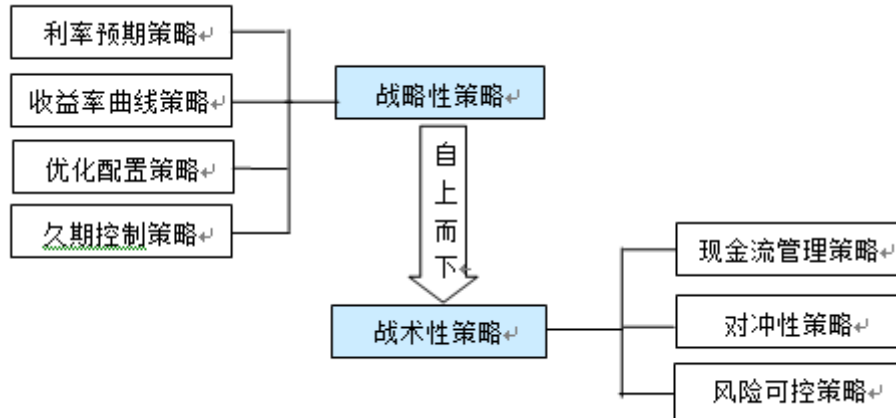 利率预期策略
收益率曲线策略
优化配置策略
久期控制策略
战略性策略
自
上
而
下
战术性策略
现金流管理策略
对冲性策略
风险可控策略